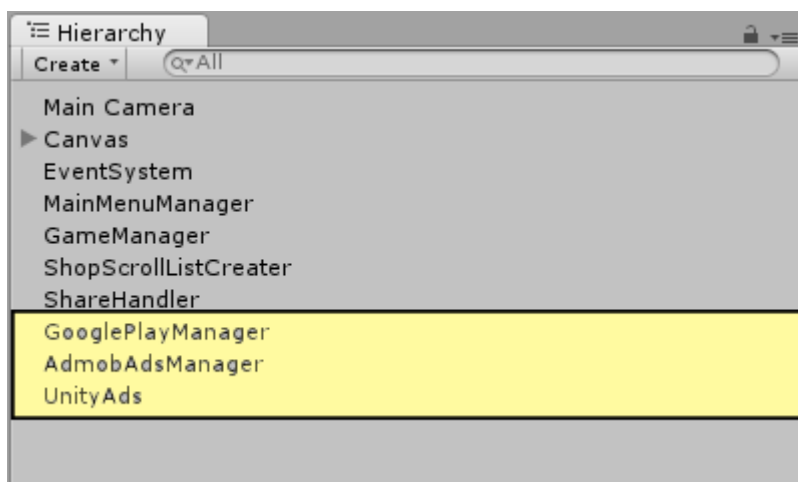 Hierarchy
Create All
Main Camera
Canvas
EventSystem
MainMenuManager
GameManager
ShopScrollListCreater
ShareHandler
GooglePlayManager
AdmobAdsManager
UnityAds